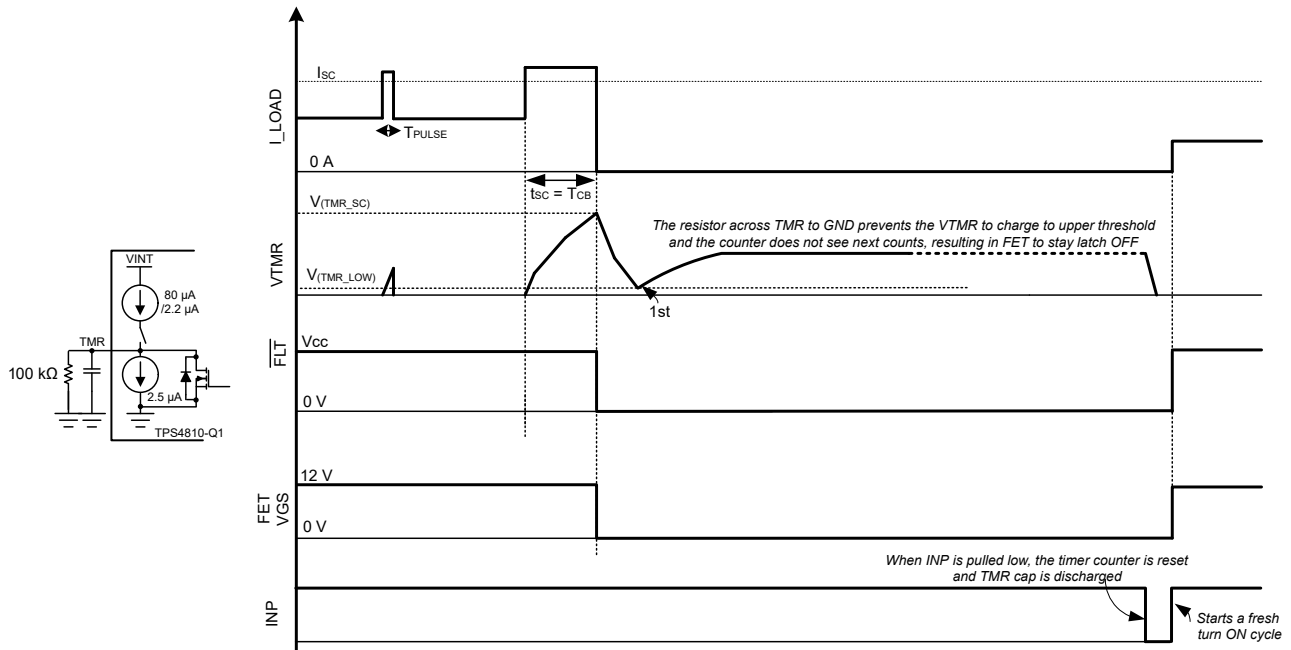 I_LOAD
ISC
TPULSE
0 A
tSC = TCB
VTMR
V(TMR_SC)
V(TMR_LOW)
The resistor across TMR to GND prevents the VTMR to charge to upper threshold
and the counter does not see next counts, resulting in FET to stay latch OFF
1st
VINT
80 µA
/2.2 µA
TMR
100 kΩ
2.5 µA
TPS4810-Q1
FLT
Vcc
0 V
FET
VGS
12 V
0 V
When INP is pulled low, the timer counter is reset
and TMR cap is discharged
INP
Starts a fresh
turn ON cycle